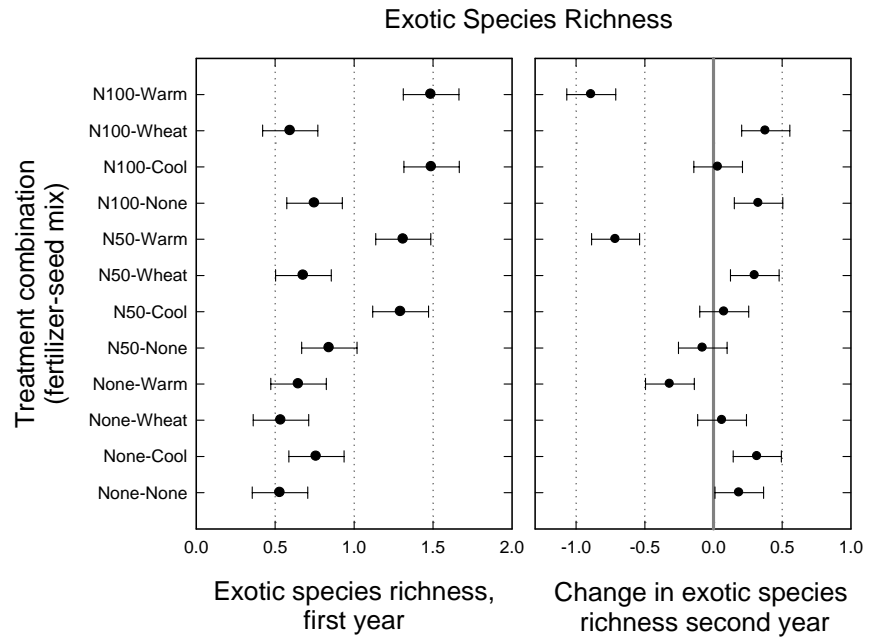 Exotic Species Richness
Treatment combination
(fertilizer-seed mix)
N100-Warm
N100-Wheat
N100-Cool
N100-None
N50-Warm
N50-Wheat
N50-Cool
N50-None
None-Warm
None-Wheat
None-Cool
None-None
0.0 0.5 1.0 1.5 2.0
Exotic species richness,
first year
-1.0 -0.5 0.0 0.5 1.0
Change in exotic species
richness second year